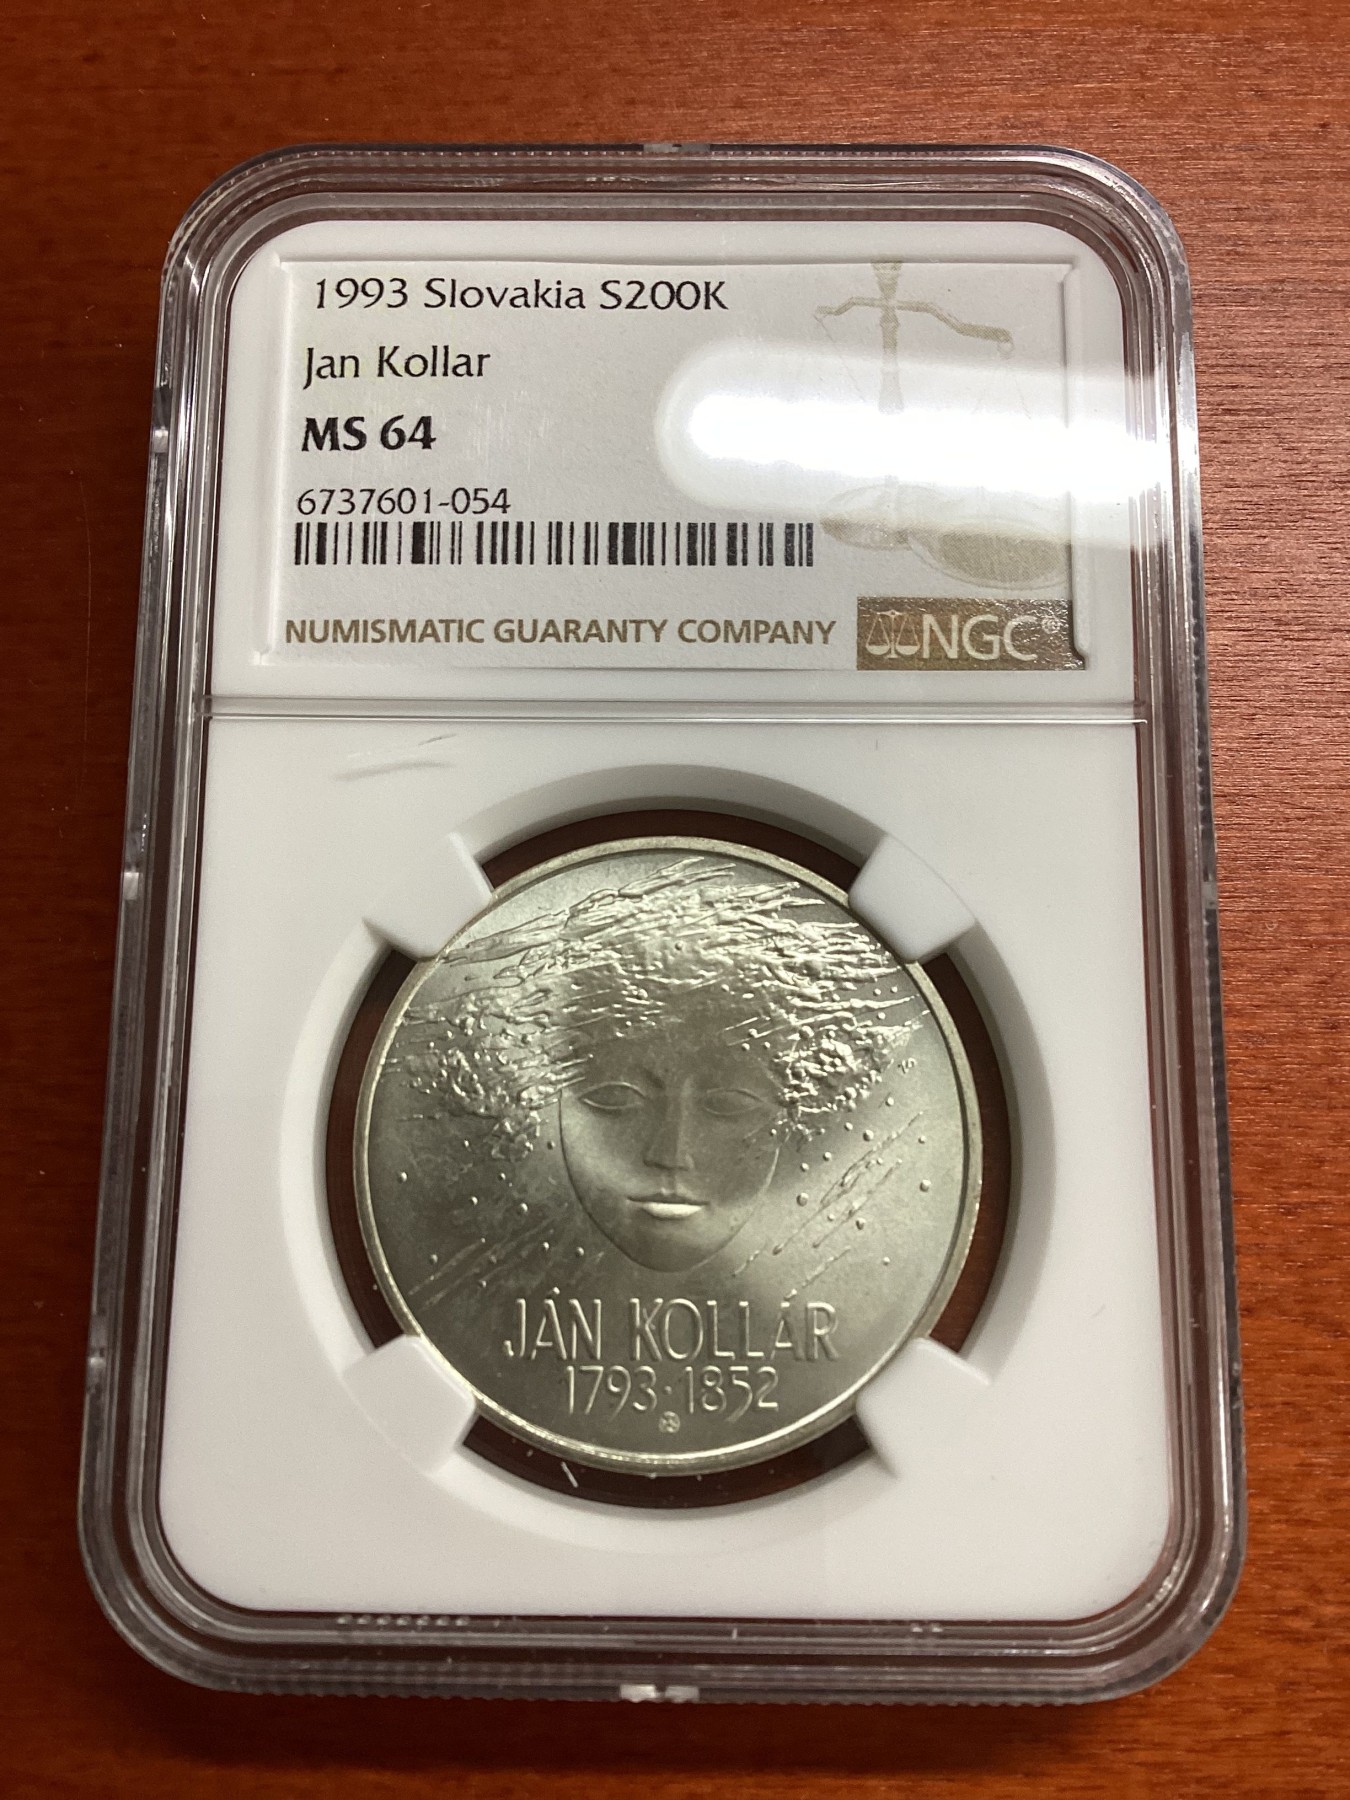 1993 Slovakia S200K
Jan Kollar
MS 64
6737601-054
NUMISMATIC GUARANTY COMPANY
NGC®
JÁN KOLLÁR
1793·1852